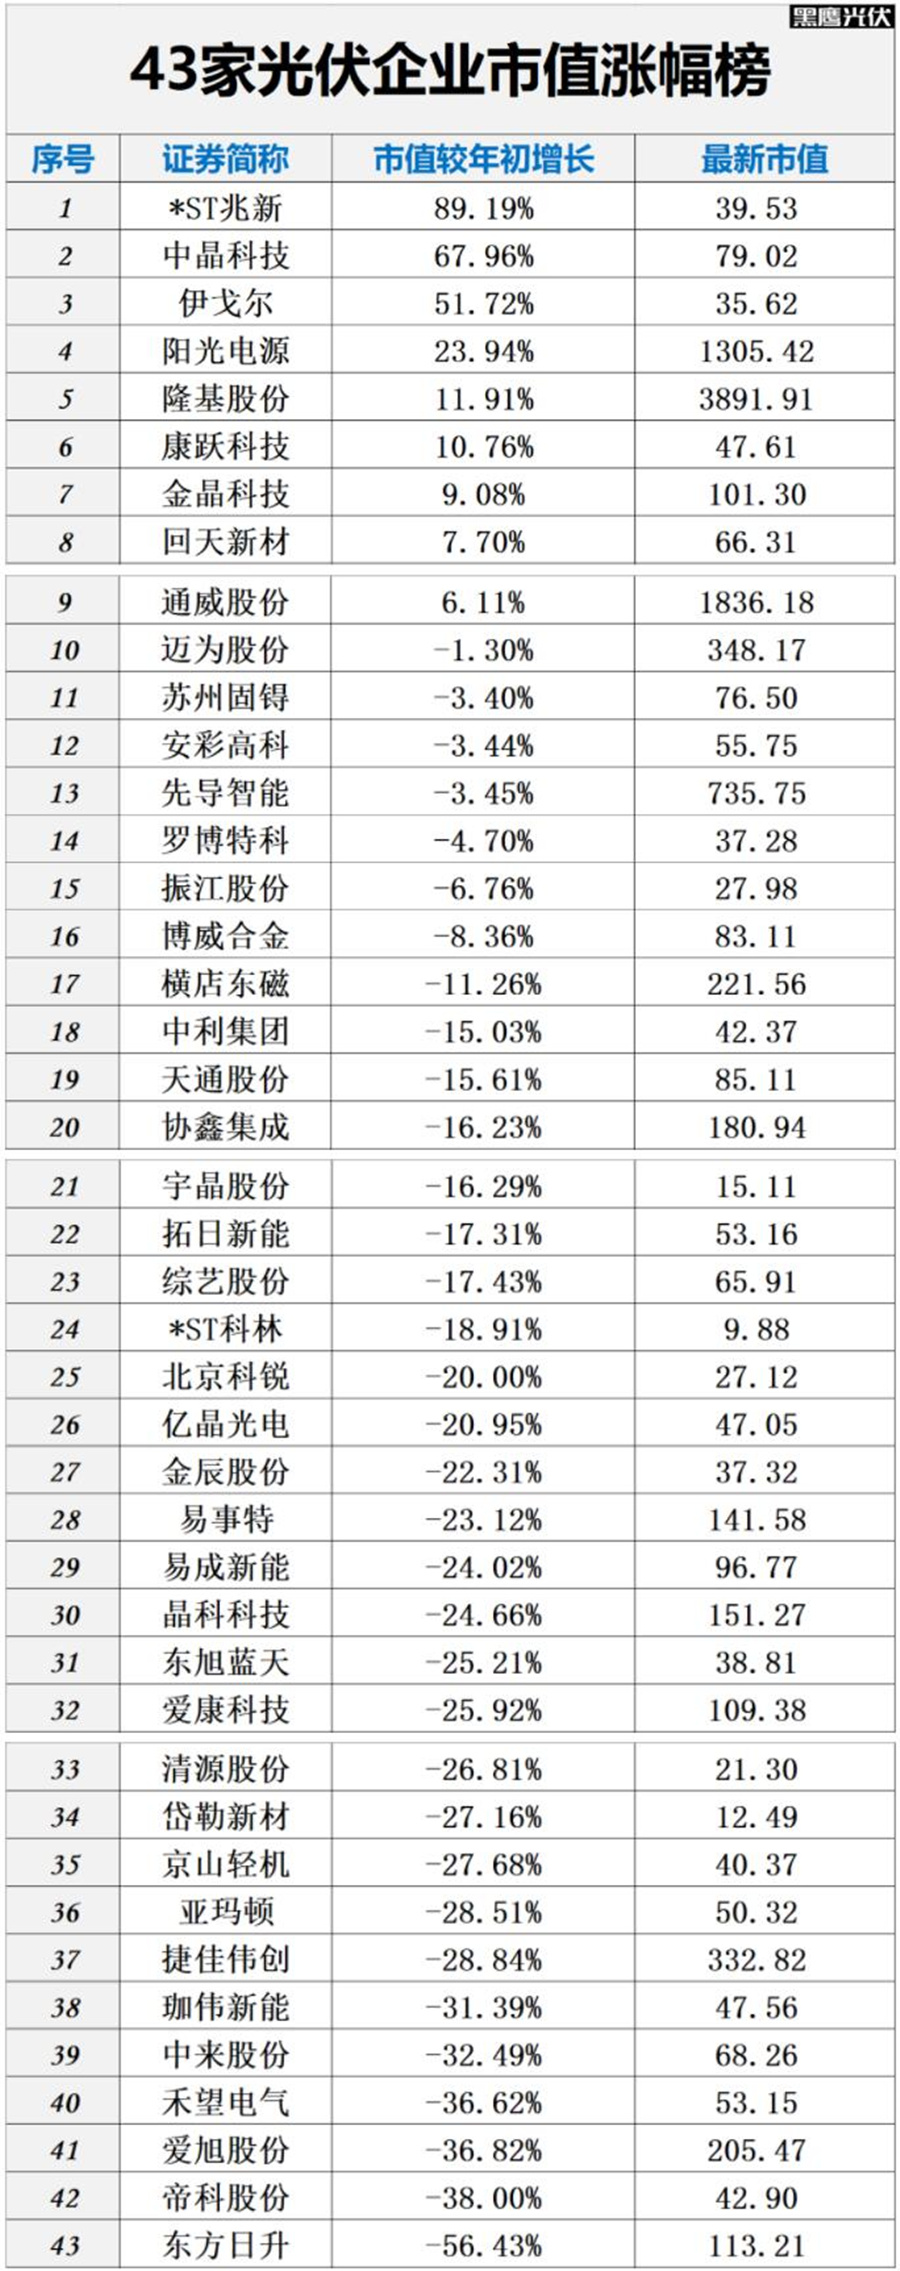 黑鹰光伏
43家光伏企业市值涨幅榜
序号 证券简称 市值较年初增长 最新市值
1 *ST兆新 89.19% 39.53
2 中晶科技 67.96% 79.02
3 伊戈尔 51.72% 35.62
4 阳光电源 23.94% 1305.42
5 隆基股份 11.91% 3891.91
6 康跃科技 10.76% 47.61
7 金晶科技 9.08% 101.30
8 回天新材 7.70% 66.31
9 通威股份 6.11% 1836.18
10 迈为股份 -1.30% 348.17
11 苏州固锝 -3.40% 76.50
12 安彩高科 -3.44% 55.75
13 先导智能 -3.45% 735.75
14 罗博特科 -4.70% 37.28
15 振江股份 -6.76% 27.98
16 博威合金 -8.36% 83.11
17 横店东磁 -11.26% 221.56
18 中利集团 -15.03% 42.37
19 天通股份 -15.61% 85.11
20 协鑫集成 -16.23% 180.94
21 宇晶股份 -16.29% 15.11
22 拓日新能 -17.31% 53.16
23 综艺股份 -17.43% 65.91
24 *ST科林 -18.91% 9.88
25 北京科锐 -20.00% 27.12
26 亿晶光电 -20.95% 47.05
27 金辰股份 -22.31% 37.32
28 易事特 -23.12% 141.58
29 易成新能 -24.02% 96.77
30 晶科科技 -24.66% 151.27
31 东旭蓝天 -25.21% 38.81
32 爱康科技 -25.92% 109.38
33 清源股份 -26.81% 21.30
34 岱勒新材 -27.16% 12.49
35 京山轻机 -27.68% 40.37
36 亚玛顿 -28.51% 50.32
37 捷佳伟创 -28.84% 332.82
38 珈伟新能 -31.39% 47.56
39 中来股份 -32.49% 68.26
40 禾望电气 -36.62% 53.15
41 爱旭股份 -36.82% 205.47
42 帝科股份 -38.00% 42.90
43 东方日升 -56.43% 113.21